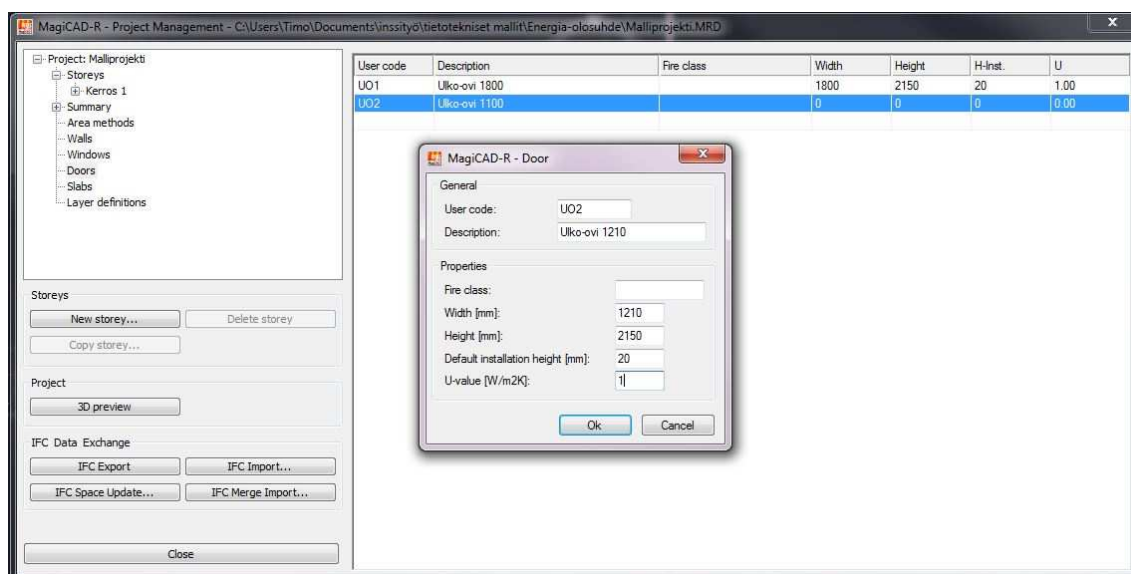 MagiCAD-R - Project Management - C:\Users\Timo\Documents\inssityö\tietotekniset mallit\Energia-olosuhde\Malliprojekti.MRD
Project: Malliprojekti
Storeys
Kerros 1
Summary
Area methods
Walls
Windows
Doors
Slabs
Layer definitions
Storeys
New storey... Delete storey
Copy storey...
Project
3D preview
IFC Data Exchange
IFC Export IFC Import...
IFC Space Update... IFC Merge Import...
Close
User code Description Fire class Width Height H-Inst. U
UO1 Ulko-ovi 1800 1800 2150 20 1.00
UO2 Ulko-ovi 1100 0 0 0 0.00
MagiCAD-R - Door
General
User code: UO2
Description: Ulko-ovi 1210
Properties
Fire class:
Width [mm]: 1210
Height [mm]: 2150
Default installation height [mm]: 20
U-value [W/m2K]: 1
Ok Cancel